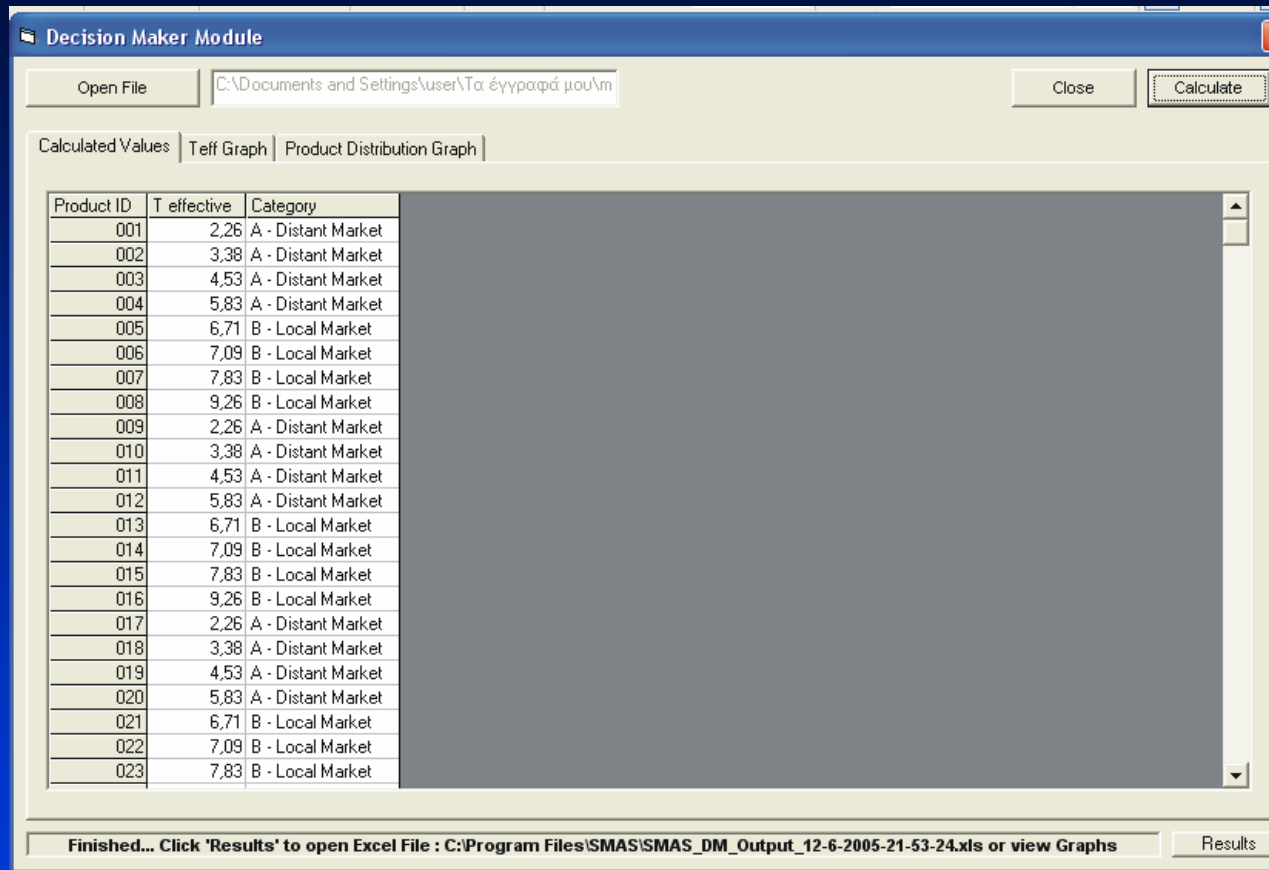 Decision Maker Module
Open File C:\Documents and Settings\user\Τα έγγραφά μου\m Close Calculate
Calculated Values Teff Graph Product Distribution Graph
Product ID T effective Category
001 2,26 A - Distant Market
002 3,38 A - Distant Market
003 4,53 A - Distant Market
004 5,83 A - Distant Market
005 6,71 B - Local Market
006 7,09 B - Local Market
007 7,83 B - Local Market
008 9,26 B - Local Market
009 2,26 A - Distant Market
010 3,38 A - Distant Market
011 4,53 A - Distant Market
012 5,83 A - Distant Market
013 6,71 B - Local Market
014 7,09 B - Local Market
015 7,83 B - Local Market
016 9,26 B - Local Market
017 2,26 A - Distant Market
018 3,38 A - Distant Market
019 4,53 A - Distant Market
020 5,83 A - Distant Market
021 6,71 B - Local Market
022 7,09 B - Local Market
023 7,83 B - Local Market
Finished... Click 'Results' to open Excel File : C:\Program Files\SMAS\SMAS_DM_Output_12-6-2005-21-53-24.xls or view Graphs Results